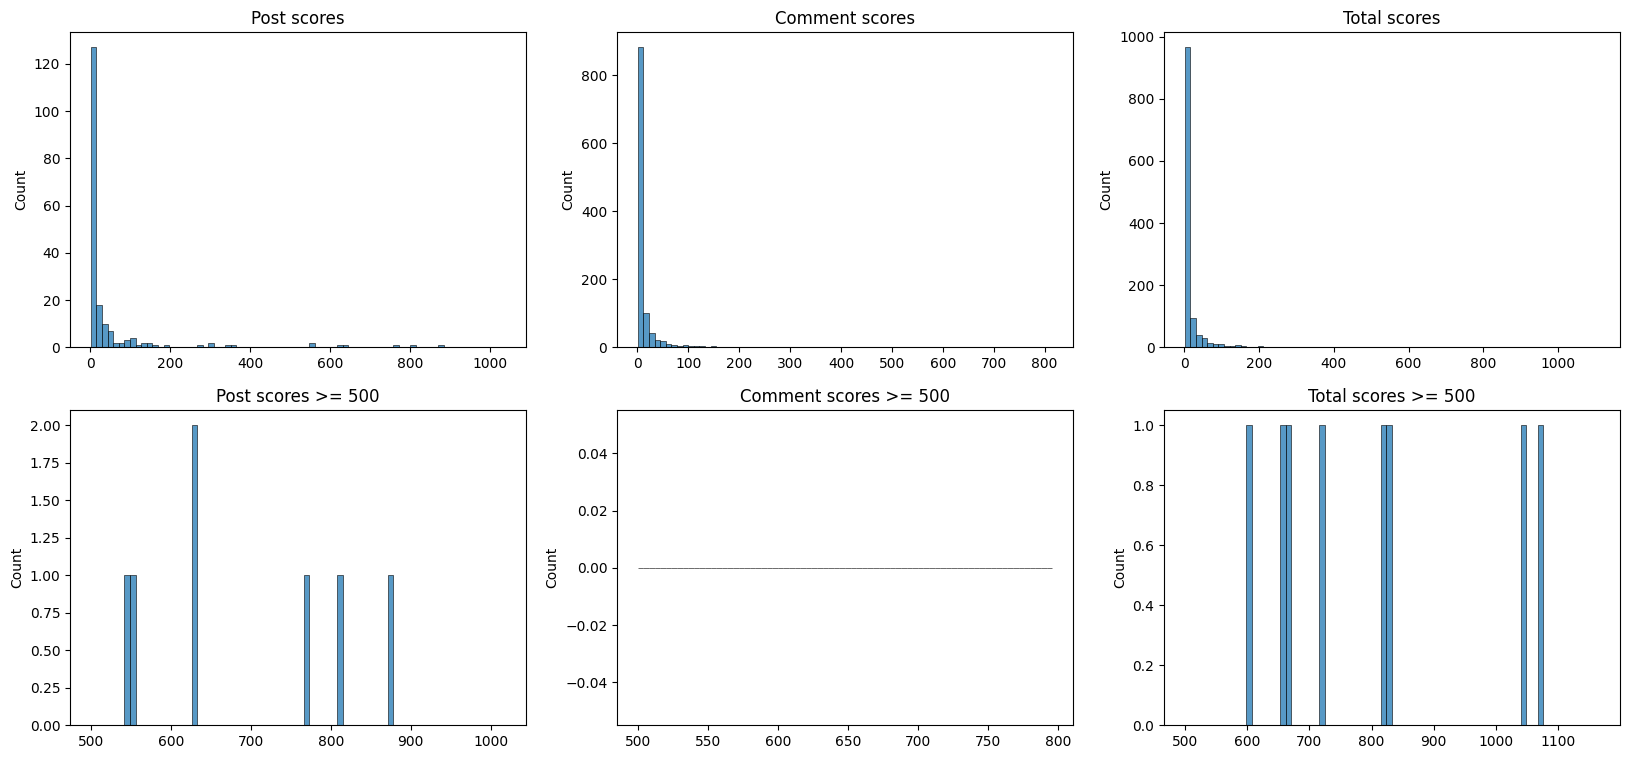 Post scores
Count
120
100
80
60
40
20
0
0 200 400 600 800 1000
Comment scores
Count
800
600
400
200
0
0 100 200 300 400 500 600 700 800
Total scores
Count
1000
800
600
400
200
0
0 200 400 600 800 1000
Post scores >= 500
Count
2.00
1.75
1.50
1.25
1.00
0.75
0.50
0.25
0.00
500 600 700 800 900 1000
Comment scores >= 500
Count
0.04
0.02
0.00
−0.02
−0.04
500 550 600 650 700 750 800
Total scores >= 500
Count
1.0
0.8
0.6
0.4
0.2
0.0
500 600 700 800 900 1000 1100